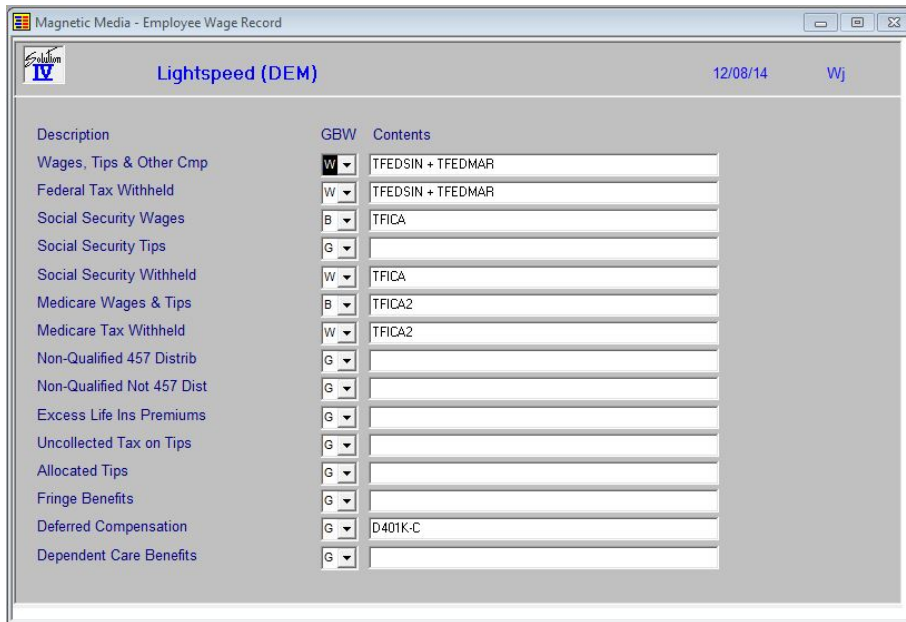 Magnetic Media - Employee Wage Record
Solution
IV
Lightspeed (DEM) 12/08/14 Wj
Description GBW Contents
Wages, Tips & Other Cmp W TFEDSIN + TFEDMAR
Federal Tax Withheld W TFEDSIN + TFEDMAR
Social Security Wages B TFICA
Social Security Tips G
Social Security Withheld W TFICA
Medicare Wages & Tips B TFICA2
Medicare Tax Withheld W TFICA2
Non-Qualified 457 Distrib G
Non-Qualified Not 457 Dist G
Excess Life Ins Premiums G
Uncollected Tax on Tips G
Allocated Tips G
Fringe Benefits G
Deferred Compensation G D401K-C
Dependent Care Benefits G